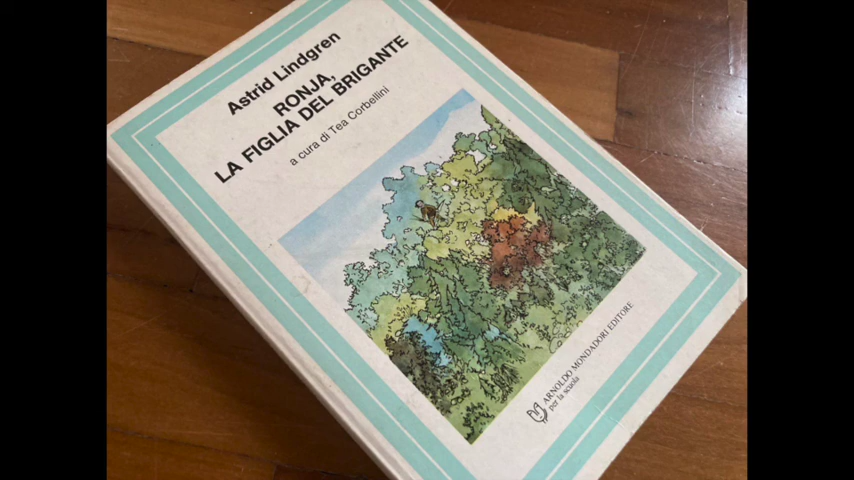 Astrid Lindgren
RONJA,
LA FIGLIA DEL BRIGANTE
a cura di Tea Corbellini
ARNOLDO MONDADORI EDITORE
per la scuola